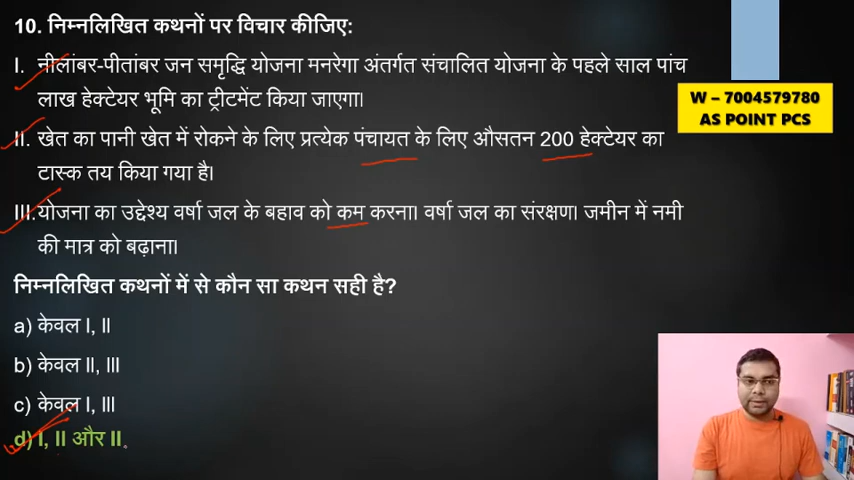 10. निम्नलिखित कथनों पर विचार कीजिए:
I. नीलांबर-पीतांबर जन समृद्धि योजना मनरेगा अंतर्गत संचालित योजना के पहले साल पांच
लाख हेक्टेयर भूमि का ट्रीटमेंट किया जाएगा।
W – 7004579780
AS POINT PCS
II. खेत का पानी खेत में रोकने के लिए प्रत्येक पंचायत के लिए औसतन 200 हेक्टेयर का
टास्क तय किया गया है।
III. योजना का उद्देश्य वर्षा जल के बहाव को कम करना। वर्षा जल का संरक्षण। जमीन में नमी
की मात्र को बढ़ाना।
निम्नलिखित कथनों में से कौन सा कथन सही है?
a) केवल I, II
b) केवल II, III
c) केवल I, III
d) I, II और II.